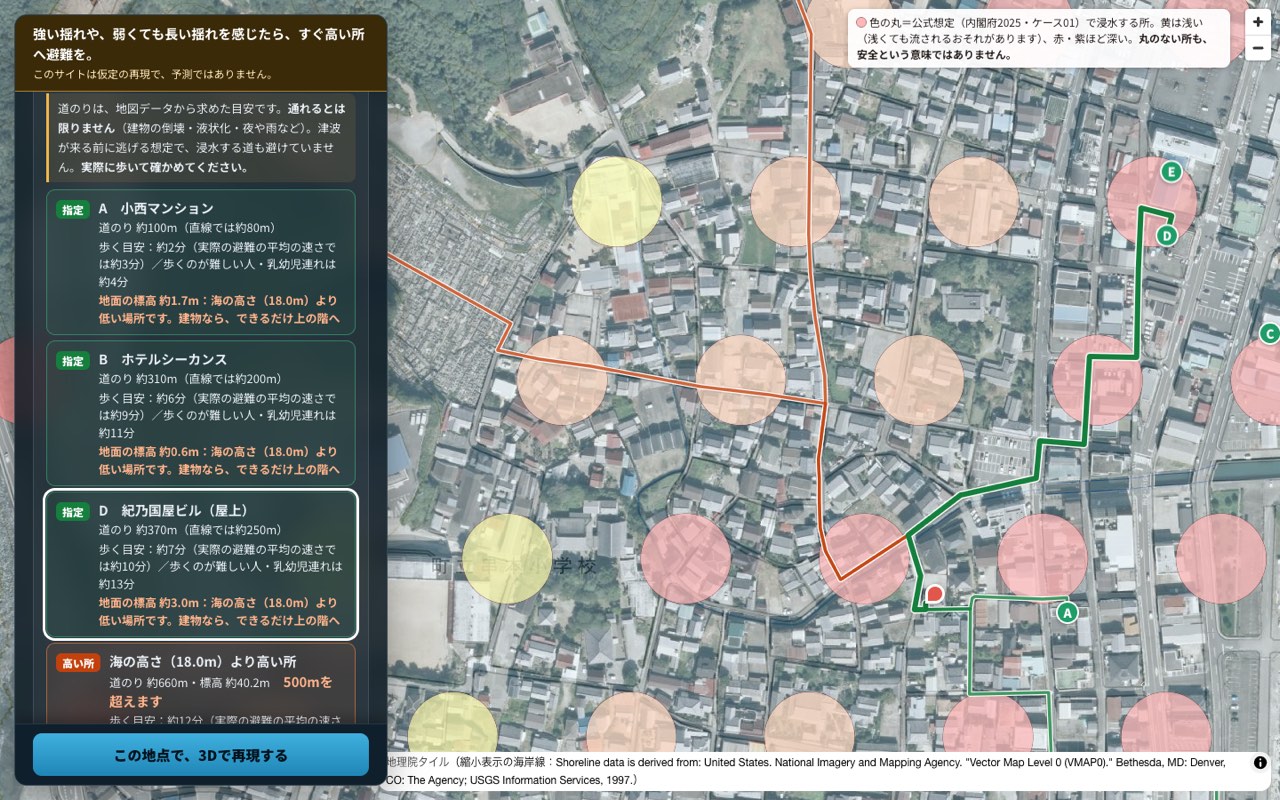 強い揺れや、弱くても長い揺れを感じたら、すぐ高い所
へ避難を。
このサイトは仮定の再現で、予測ではありません。
道のりは、地図データから求めた目安です。通れるとは
限りません（建物の倒壊・液状化・夜や雨など）。津波
が来る前に逃げる想定で、浸水する道も避けていませ
ん。実際に歩いて確かめてください。
指定 A 小西マンション
道のり 約100m（直線では約80m）
歩く目安：約2分（実際の避難の平均の速さで
は約3分）／歩くのが難しい人・乳幼児連れは
約4分
地面の標高 約1.7m：海の高さ（18.0m）より
低い場所です。建物なら、できるだけ上の階へ
指定 B ホテルシーカンス
道のり 約310m（直線では約200m）
歩く目安：約6分（実際の避難の平均の速さで
は約9分）／歩くのが難しい人・乳幼児連れは
約11分
地面の標高 約0.6m：海の高さ（18.0m）より
低い場所です。建物なら、できるだけ上の階へ
指定 D 紀乃国屋ビル（屋上）
道のり 約370m（直線では約250m）
歩く目安：約7分（実際の避難の平均の速さで
は約10分）／歩くのが難しい人・乳幼児連れは
約13分
地面の標高 約3.0m：海の高さ（18.0m）より
低い場所です。建物なら、できるだけ上の階へ
高い所 海の高さ（18.0m）より高い所
道のり 約660m・標高 約40.2m 500mを
超えます
歩く目安：約12分（実際の避難の平均の速さ
この地点で、3Dで再現する
色の丸＝公式想定（内閣府2025・ケース01）で浸水する所。黄は浅い
（浅くても流されるおそれがあります）、赤・紫ほど深い。丸のない所も、
安全という意味ではありません。
+
−
E
D
C
A
学校
地理院タイル（縮小表示の海岸線：Shoreline data is derived from: United States. National Imagery and Mapping Agency. "Vector Map Level 0 (VMAP0)." Bethesda, MD: Denver,
CO: The Agency; USGS Information Services, 1997.）